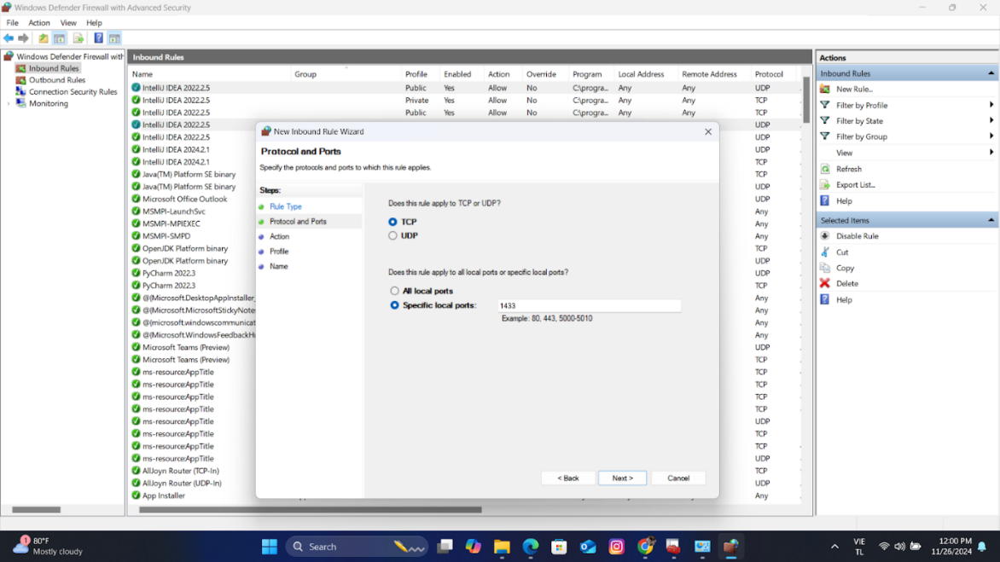 Windows Defender Firewall with Advanced Security
File Action View Help
Windows Defender Firewall with
Inbound Rules
Outbound Rules
Connection Security Rules
Monitoring
Inbound Rules
Name Group Profile Enabled Action Override Program Local Address Remote Address Protocol
IntelliJ IDEA 2022.2.5 Public Yes Allow No C:\progra... Any Any UDP
IntelliJ IDEA 2022.2.5 Private Yes Allow No C:\progra... Any Any TCP
IntelliJ IDEA 2022.2.5 Public Yes Allow No C:\progra... Any Any TCP
IntelliJ IDEA 2022.2.5 UDP
IntelliJ IDEA 2022.2.5 UDP
IntelliJ IDEA 2024.2.1 UDP
IntelliJ IDEA 2024.2.1 TCP
Java(TM) Platform SE binary TCP
Java(TM) Platform SE binary UDP
Microsoft Office Outlook UDP
MSMPI-LaunchSvc Any
MSMPI-MPIEXEC Any
MSMPI-SMPD Any
OpenJDK Platform binary TCP
OpenJDK Platform binary UDP
PyCharm 2022.3 UDP
PyCharm 2022.3 TCP
@{Microsoft.DesktopAppInstaller_ Any
@{Microsoft.MicrosoftStickyNote Any
@{microsoft.windowscommunicat Any
@{Microsoft.WindowsFeedbackH Any
Microsoft Teams (Preview) UDP
Microsoft Teams (Preview) TCP
ms-resource:AppTitle TCP
ms-resource:AppTitle TCP
ms-resource:AppTitle TCP
ms-resource:AppTitle TCP
ms-resource:AppTitle UDP
ms-resource:AppTitle TCP
ms-resource:AppTitle TCP
ms-resource:AppTitle UDP
AllJoyn Router (TCP-In) TCP
AllJoyn Router (UDP-In) UDP
App Installer Any
New Inbound Rule Wizard
Protocol and Ports
Specify the protocols and ports to which this rule applies.
Steps:
Rule Type
Protocol and Ports
Action
Profile
Name
Does this rule apply to TCP or UDP?
TCP
UDP
Does this rule apply to all local ports or specific local ports?
All local ports
Specific local ports: 1433
Example: 80, 443, 5000-5010
< Back Next > Cancel
Actions
Inbound Rules
New Rule...
Filter by Profile
Filter by State
Filter by Group
View
Refresh
Export List...
Help
Selected Items
Disable Rule
Cut
Copy
Delete
Help
1
80°F
Mostly cloudy
Search
VIE
TL
12:00 PM
11/26/2024